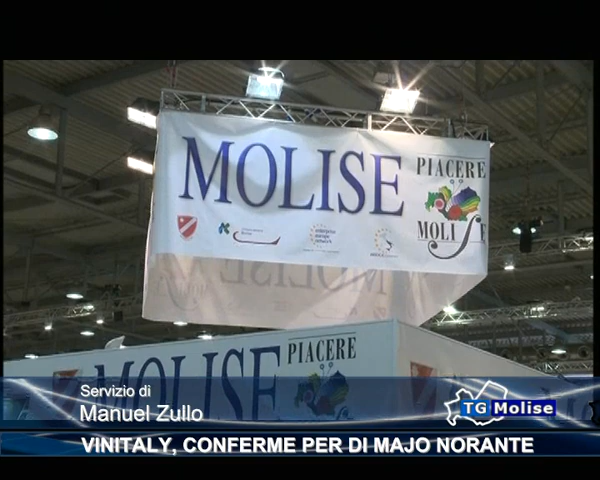 MOLISE
PIACERE
MOLISE
MOLISE
PIACERE
Servizio di
Manuel Zullo
TG Molise
VINITALY, CONFERME PER DI MAJO NORANTE